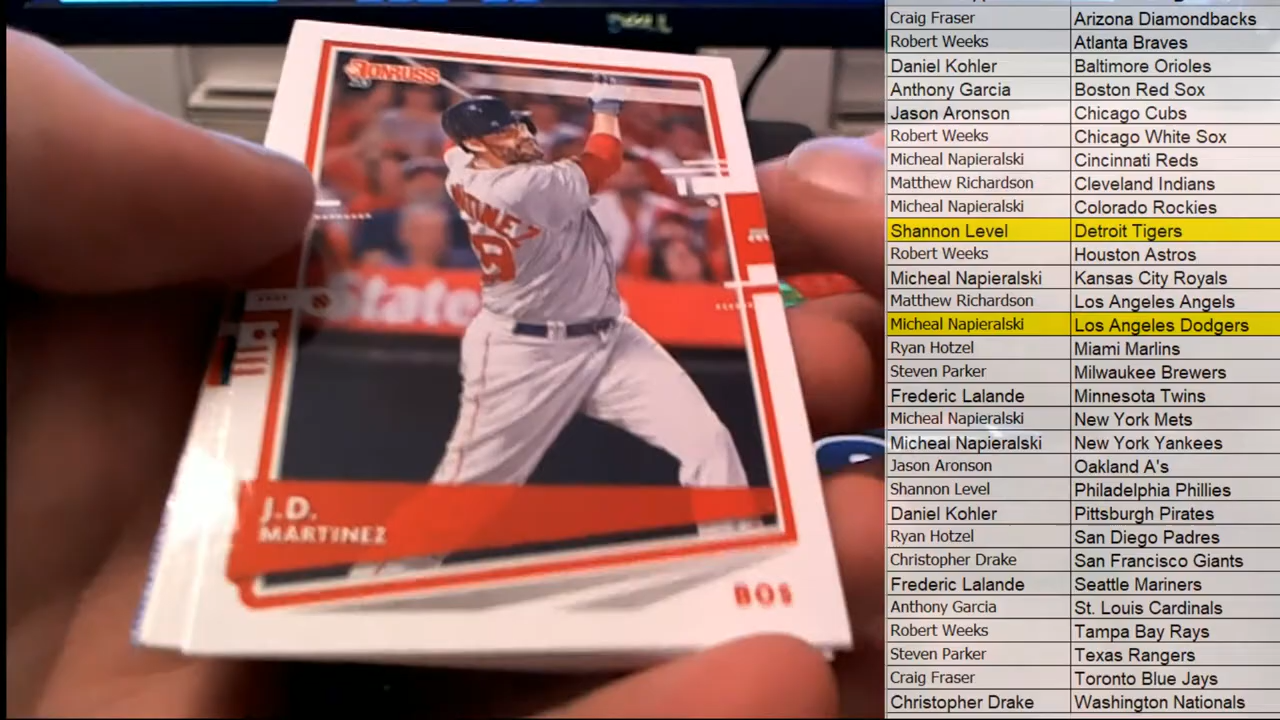 DELL
DONRUSS
State
J.D.
MARTINEZ
BOS
Craig Fraser Arizona Diamondbacks
Robert Weeks Atlanta Braves
Daniel Kohler Baltimore Orioles
Anthony Garcia Boston Red Sox
Jason Aronson Chicago Cubs
Robert Weeks Chicago White Sox
Micheal Napieralski Cincinnati Reds
Matthew Richardson Cleveland Indians
Micheal Napieralski Colorado Rockies
Shannon Level Detroit Tigers
Robert Weeks Houston Astros
Micheal Napieralski Kansas City Royals
Matthew Richardson Los Angeles Angels
Micheal Napieralski Los Angeles Dodgers
Ryan Hotzel Miami Marlins
Steven Parker Milwaukee Brewers
Frederic Lalande Minnesota Twins
Micheal Napieralski New York Mets
Micheal Napieralski New York Yankees
Jason Aronson Oakland A's
Shannon Level Philadelphia Phillies
Daniel Kohler Pittsburgh Pirates
Ryan Hotzel San Diego Padres
Christopher Drake San Francisco Giants
Frederic Lalande Seattle Mariners
Anthony Garcia St. Louis Cardinals
Robert Weeks Tampa Bay Rays
Steven Parker Texas Rangers
Craig Fraser Toronto Blue Jays
Christopher Drake Washington Nationals